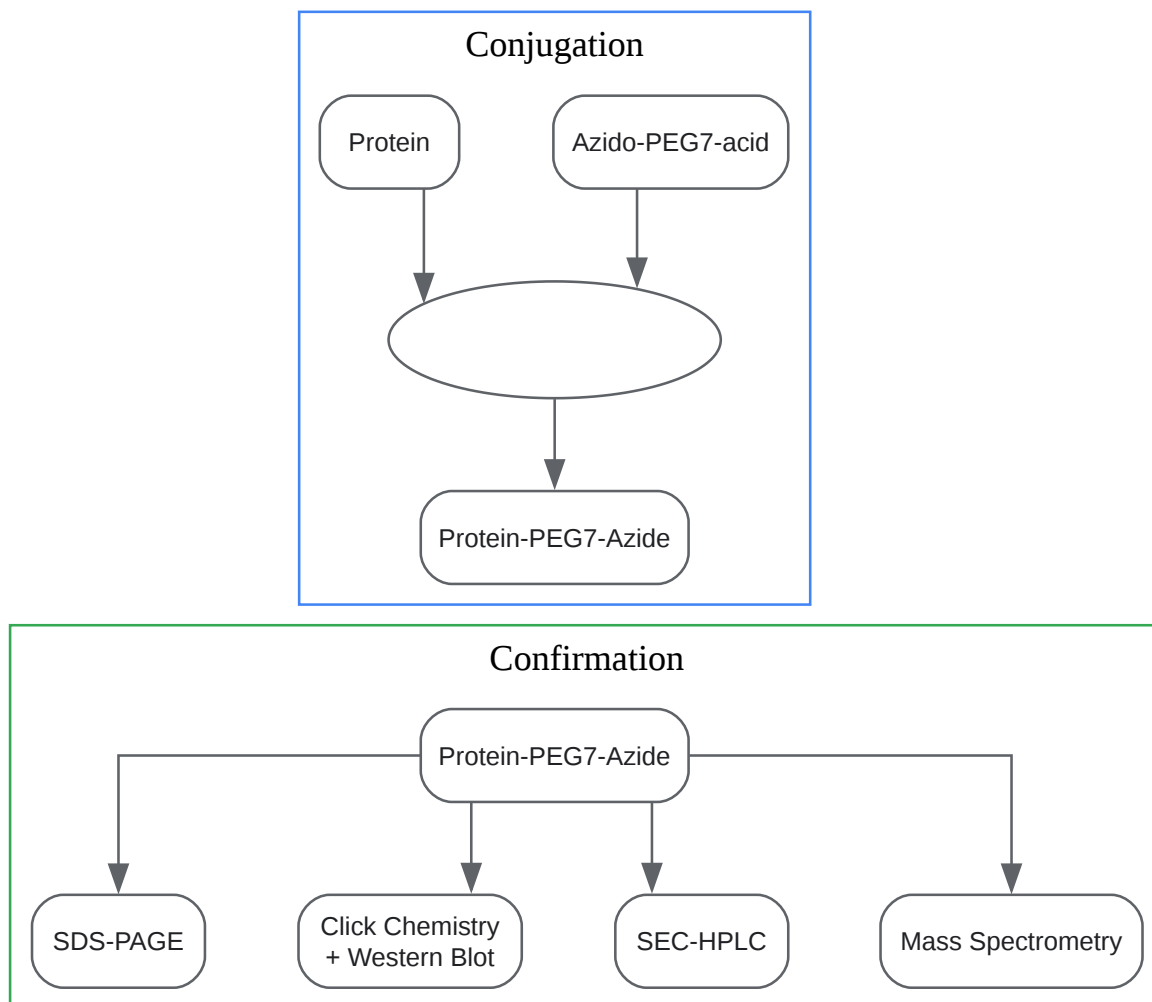 Conjugation
Protein
Azido-PEG7-acid
Protein-PEG7-Azide
Confirmation
Protein-PEG7-Azide
SDS-PAGE
Click Chemistry
+ Western Blot
SEC-HPLC
Mass Spectrometry